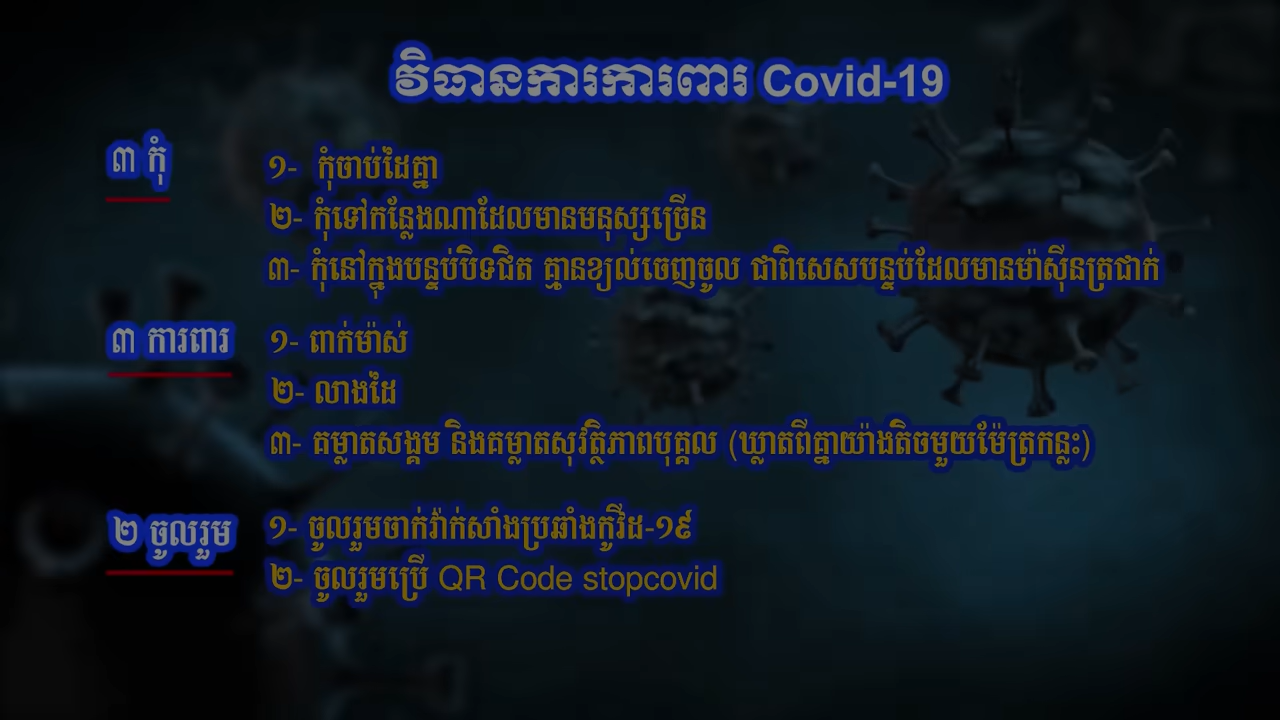 វិធានការការពារ Covid-19
៣ កុំ
១- កុំចាប់ដៃគ្នា
២- កុំទៅកន្លែងណាដែលមានមនុស្សច្រើន
៣- កុំនៅក្នុងបន្ទប់បិទជិត គ្មានខ្យល់ចេញចូល ជាពិសេសបន្ទប់ដែលមានម៉ាស៊ីនត្រជាក់
៣ ការពារ
១- ពាក់ម៉ាស់
២- លាងដៃ
៣- គម្លាតសង្គម និងគម្លាតសុវត្ថិភាពបុគ្គល (ឃ្លាតពីគ្នាយ៉ាងតិចមួយម៉ែត្រកន្លះ)
២ ចូលរួម
១- ចូលរួមចាក់វ៉ាក់សាំងប្រឆាំងកូវីដ-១៩
២- ចូលរួមប្រើ QR Code stopcovid